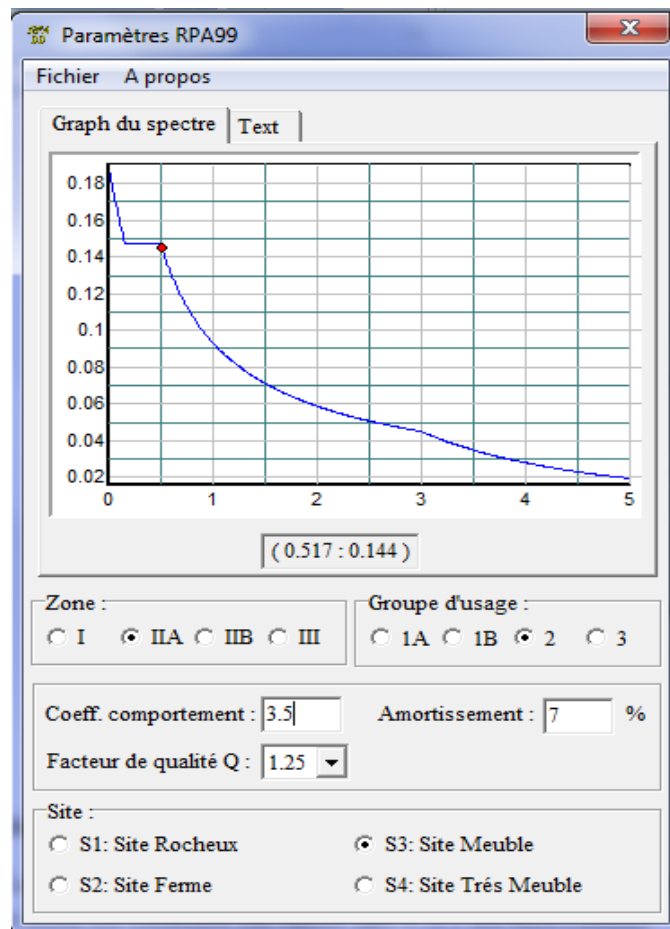 Paramètres RPA99
Fichier A propos
Graph du spectre Text
0.18
0.16
0.14
0.12
0.1
0.08
0.06
0.04
0.02
0 1 2 3 4 5
( 0.517 : 0.144 )
Zone : Groupe d'usage :
I IIA IIB III 1A 1B 2 3
Coeff. comportement : 3.5 Amortissement : 7 %
Facteur de qualité Q : 1.25
Site :
S1: Site Rocheux S3: Site Meuble
S2: Site Ferme S4: Site Trés Meuble